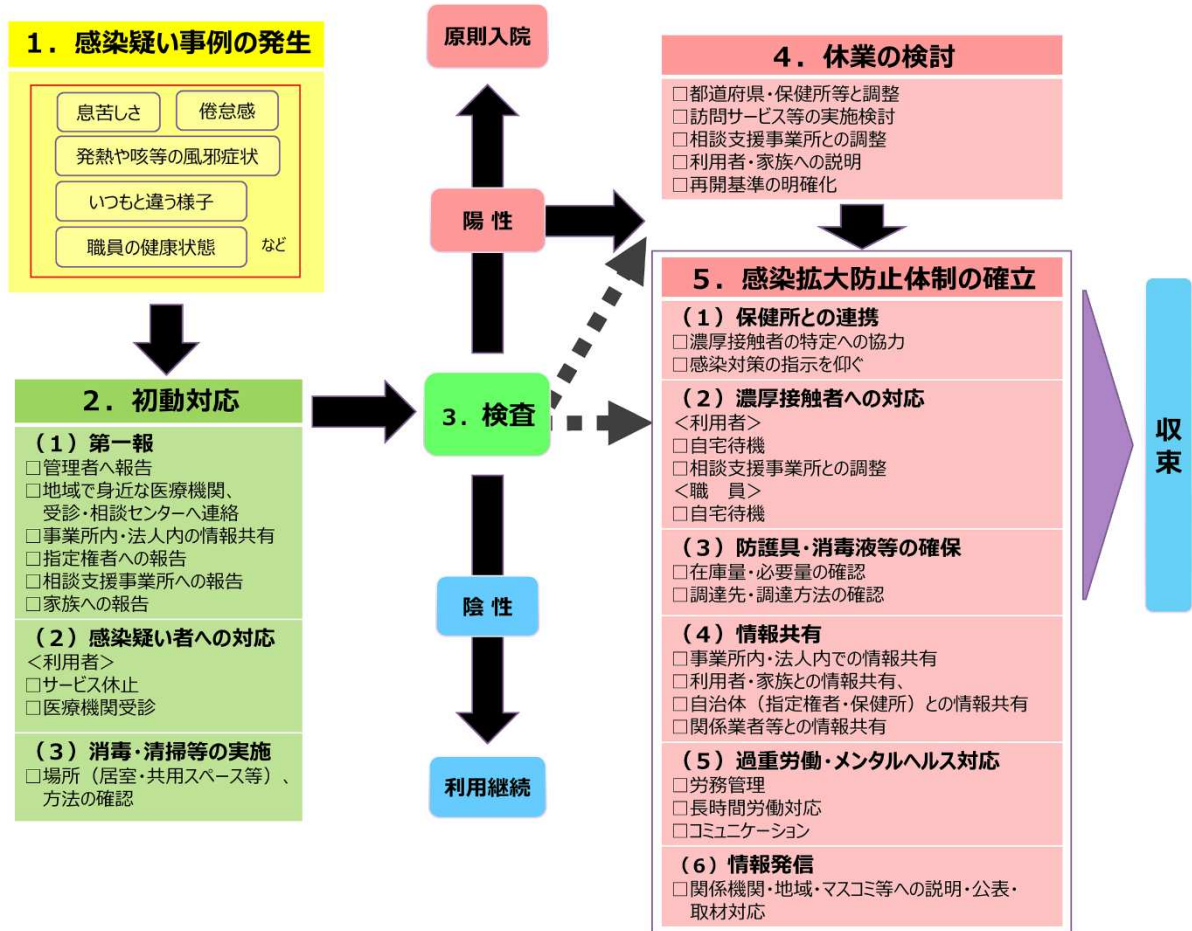 1．感染疑い事例の発生
息苦しさ
倦怠感
発熱や咳等の風邪症状
いつもと違う様子
職員の健康状態
など
2．初動対応
（1）第一報
□管理者へ報告
□地域で身近な医療機関、
受診・相談センターへ連絡
□事業所内・法人内の情報共有
□指定権者への報告
□相談支援事業所への報告
□家族への報告
（2）感染疑い者への対応
＜利用者＞
□サービス休止
□医療機関受診
（3）消毒・清掃等の実施
□場所（居室・共用スペース等）、
方法の確認
原則入院
陽 性
3．検査
陰 性
利用継続
4．休業の検討
□都道府県・保健所等と調整
□訪問サービス等の実施検討
□相談支援事業所との調整
□利用者・家族への説明
□再開基準の明確化
5．感染拡大防止体制の確立
（1）保健所との連携
□濃厚接触者の特定への協力
□感染対策の指示を仰ぐ
（2）濃厚接触者への対応
＜利用者＞
□自宅待機
□相談支援事業所との調整
＜職　員＞
□自宅待機
（3）防護具・消毒液等の確保
□在庫量・必要量の確認
□調達先・調達方法の確認
（4）情報共有
□事業所内・法人内での情報共有
□利用者・家族との情報共有、
□自治体（指定権者・保健所）との情報共有
□関係業者等との情報共有
（5）過重労働・メンタルヘルス対応
□労務管理
□長時間労働対応
□コミュニケーション
（6）情報発信
□関係機関・地域・マスコミ等への説明・公表・
取材対応
収束